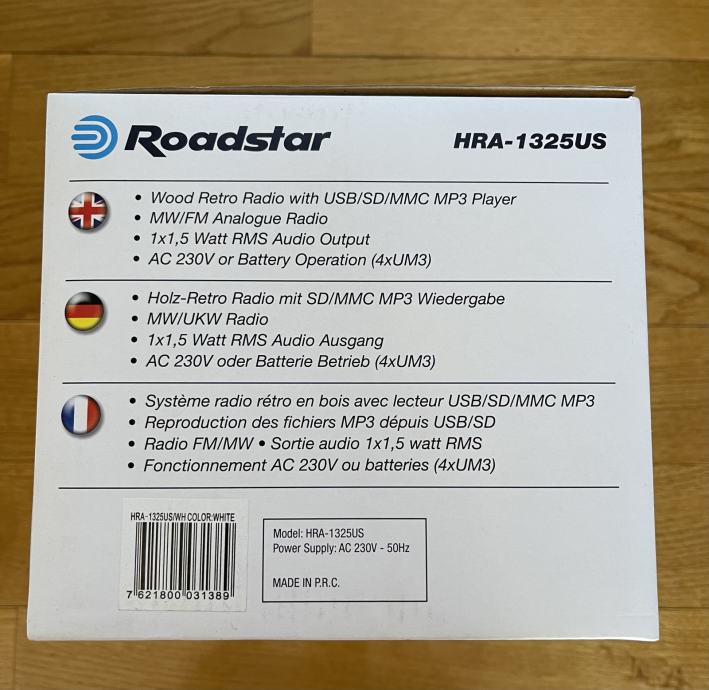 Roadstar HRA-1325US
• Wood Retro Radio with USB/SD/MMC MP3 Player
• MW/FM Analogue Radio
• 1x1,5 Watt RMS Audio Output
• AC 230V or Battery Operation (4xUM3)
• Holz-Retro Radio mit SD/MMC MP3 Wiedergabe
• MW/UKW Radio
• 1x1,5 Watt RMS Audio Ausgang
• AC 230V oder Batterie Betrieb (4xUM3)
• Système radio rétro en bois avec lecteur USB/SD/MMC MP3
• Reproduction des fichiers MP3 dépuis USB/SD
• Radio FM/MW • Sortie audio 1x1,5 watt RMS
• Fonctionnement AC 230V ou batteries (4xUM3)
HRA-1325US/WH COLOR:WHITE
7 621800 031389
Model: HRA-1325US
Power Supply: AC 230V - 50Hz
MADE IN P.R.C.